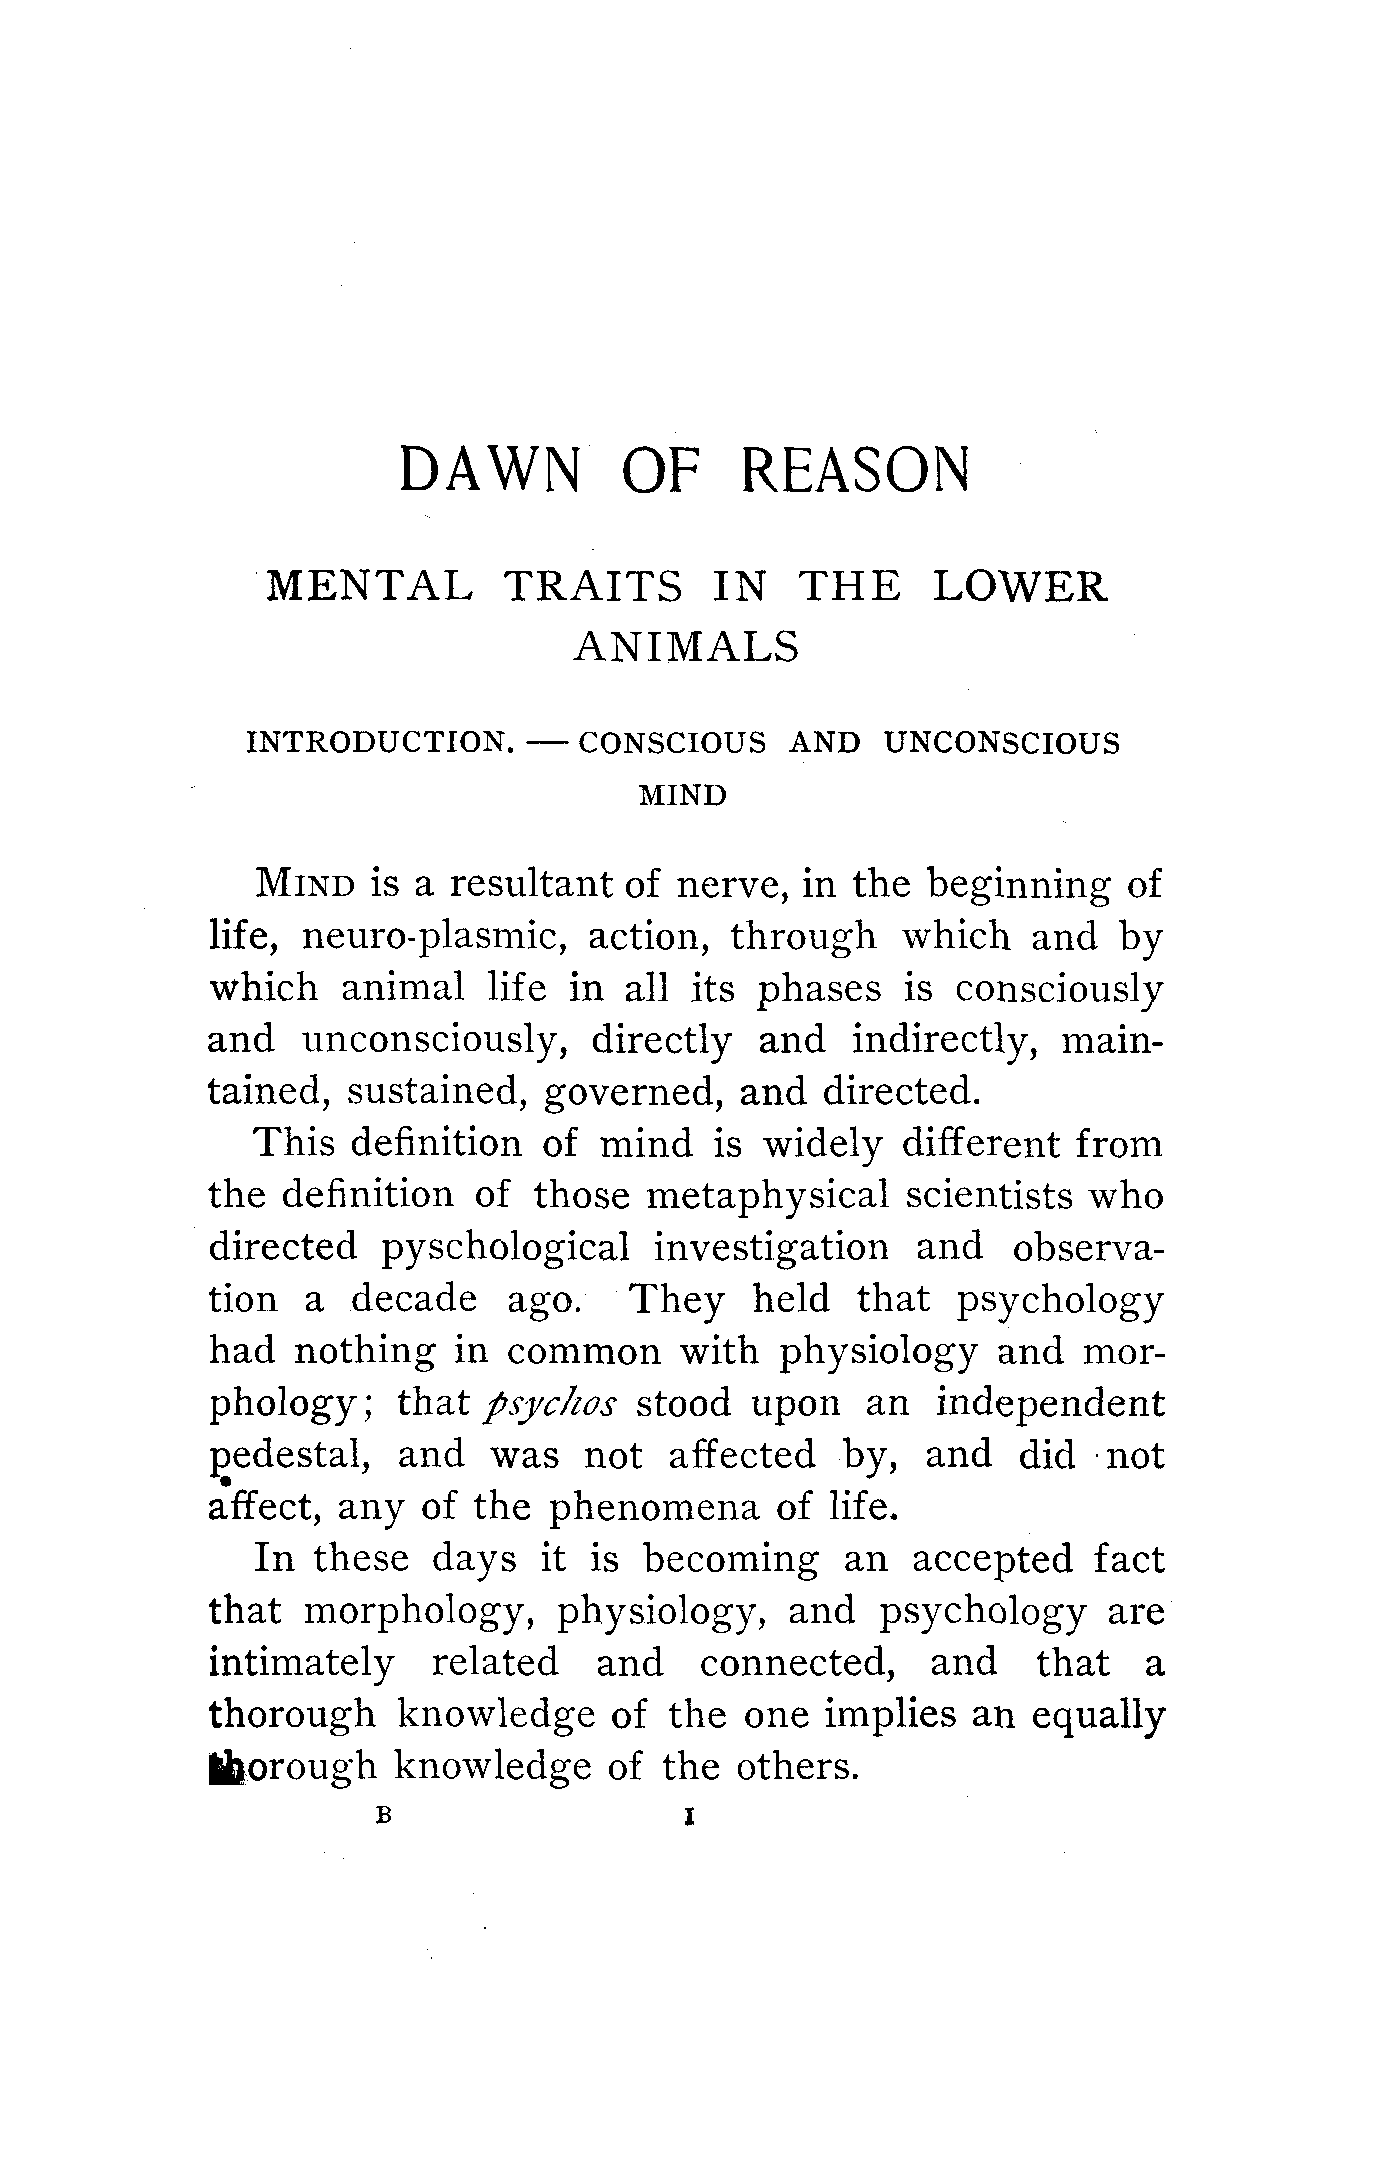 DAWN OF REASON
MENTAL TRAITS IN THE LOWER
ANIMALS
INTRODUCTION. — CONSCIOUS AND UNCONSCIOUS
MIND
MIND is a resultant of nerve, in the beginning of
life, neuro-plasmic, action, through which and by
which animal life in all its phases is consciously
and unconsciously, directly and indirectly, main-
tained, sustained, governed, and directed.
This definition of mind is widely different from
the definition of those metaphysical scientists who
directed pyschological investigation and observa-
tion a decade ago. They held that psychology
had nothing in common with physiology and mor-
phology; that psychos stood upon an independent
pedestal, and was not affected by, and did not
affect, any of the phenomena of life.
In these days it is becoming an accepted fact
that morphology, physiology, and psychology are
intimately related and connected, and that a
thorough knowledge of the one implies an equally
thorough knowledge of the others.
B 1